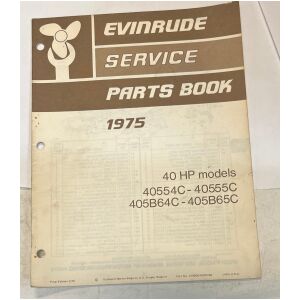 EVINRUDE
SERVICE
PARTS BOOK
1975
40 HP models
40554C - 40555C
405B64C - 405B65C